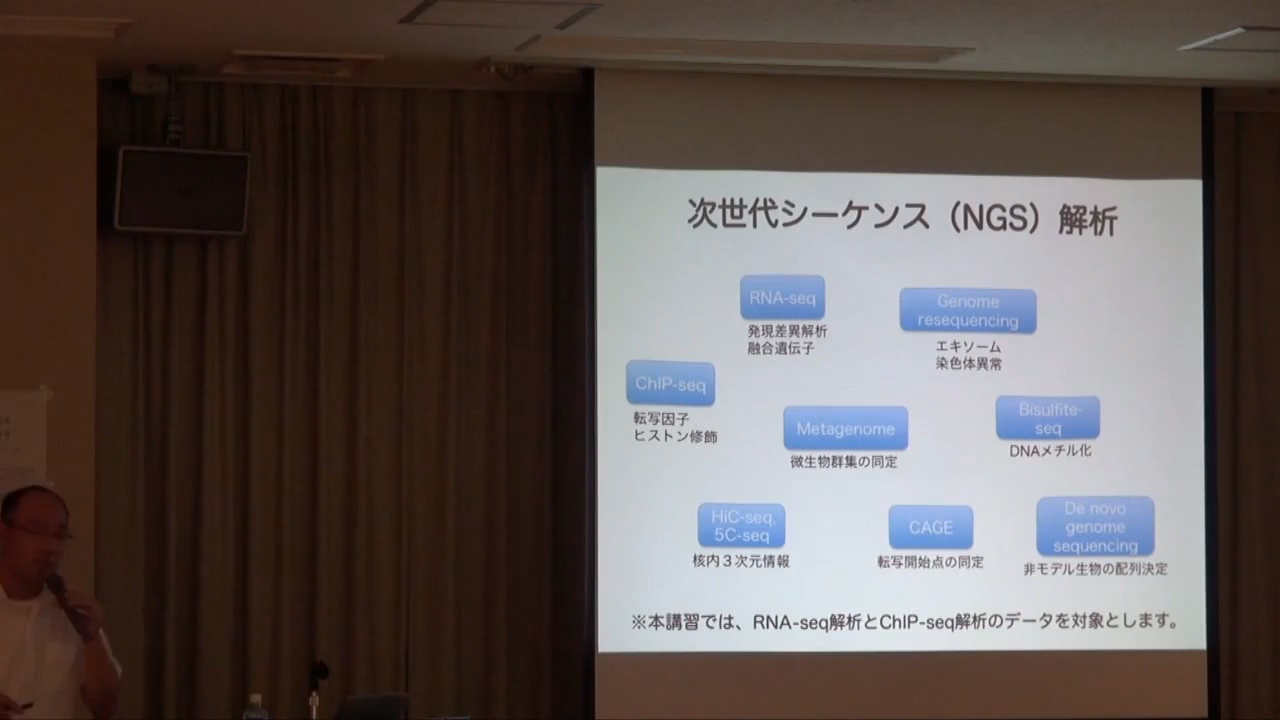 次世代シーケンス（NGS）解析
RNA-seq
発現差異解析
融合遺伝子
Genome
resequencing
エキソーム
染色体異常
ChIP-seq
転写因子
ヒストン修飾
Metagenome
微生物群集の同定
Bisulfite-
seq
DNAメチル化
HiC-seq,
5C-seq
核内３次元情報
CAGE
転写開始点の同定
De novo
genome
sequencing
非モデル生物の配列決定
※本講習では、RNA-seq解析とChIP-seq解析のデータを対象とします。